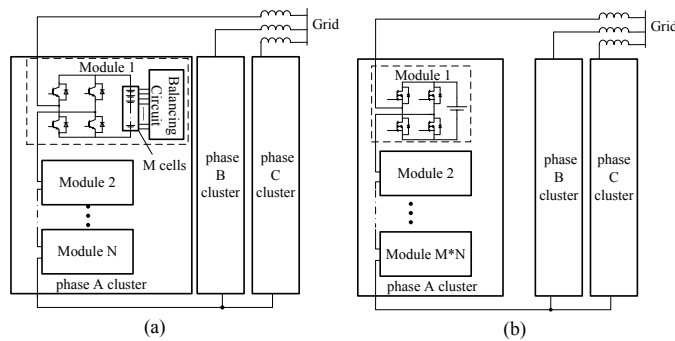 Grid
Module 1
Balancing
Circuit
M cells
Module 2
Module N
phase A cluster
phase
B
cluster
phase
C
cluster
(a)
Grid
Module 1
Module 2
Module M*N
phase A cluster
phase
B
cluster
phase
C
cluster
(b)